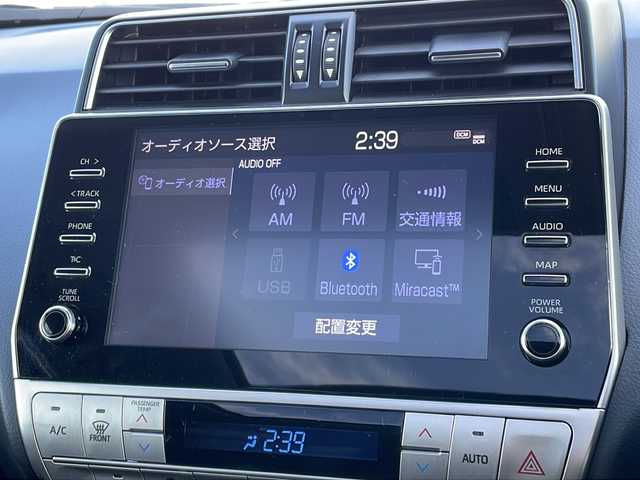 オーディオソース選択
2:39
DCM
DCM
AUDIO OFF
オーディオ選択
AM
FM
交通情報
USB
Bluetooth
Miracast™
配置変更
CH >
< TRACK
PHONE
T/C
TUNE
SCROLL
HOME
MENU
AUDIO
MAP
POWER
VOLUME
A/C
FRONT
PASSENGER
TEMP
2:39
AUTO